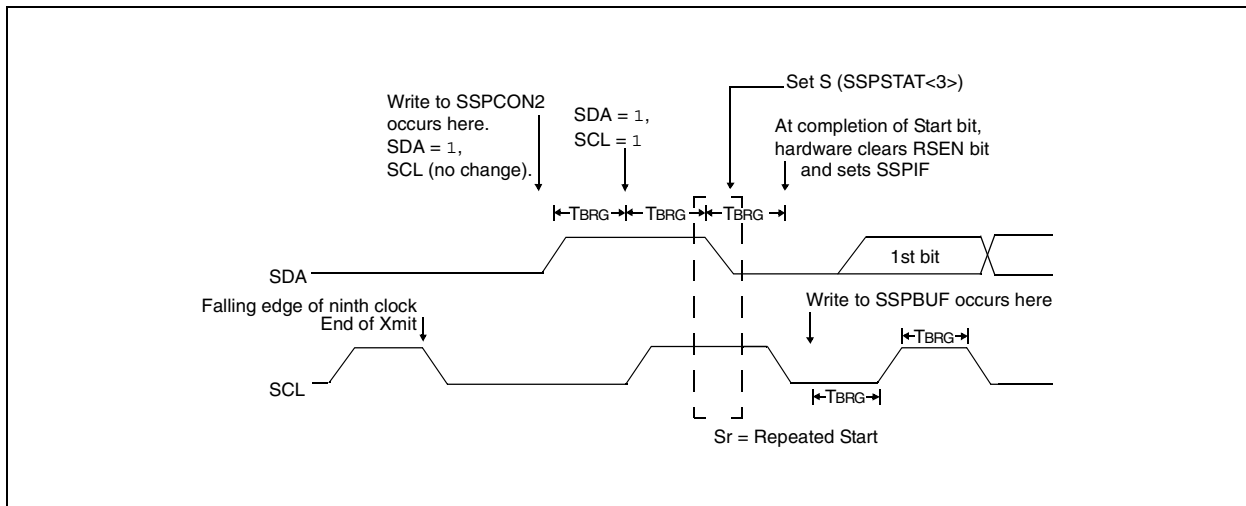 Set S (SSPSTAT<3>)
Write to SSPCON2
occurs here.
SDA = 1,
SCL (no change).
SDA = 1,
SCL = 1
At completion of Start bit,
hardware clears RSEN bit
and sets SSPIF
TBRG
TBRG
TBRG
SDA
1st bit
Falling edge of ninth clock
End of Xmit
Write to SSPBUF occurs here
TBRG
SCL
TBRG
Sr = Repeated Start